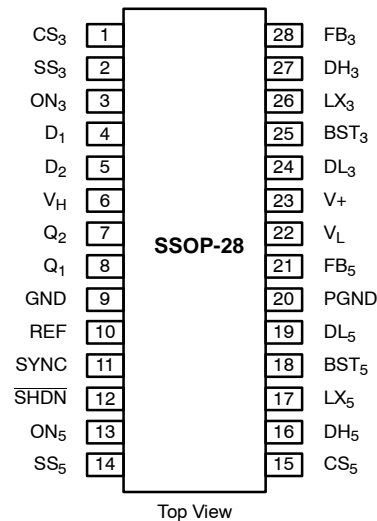 CS3 1 28 FB3
SS3 2 27 DH3
ON3 3 26 LX3
D1 4 25 BST3
D2 5 24 DL3
VH 6 23 V+
Q2 7 22 VL
SSOP-28
Q1 8 21 FB5
GND 9 20 PGND
REF 10 19 DL5
SYNC 11 18 BST5
SHDN 12 17 LX5
ON5 13 16 DH5
SS5 14 15 CS5
Top View